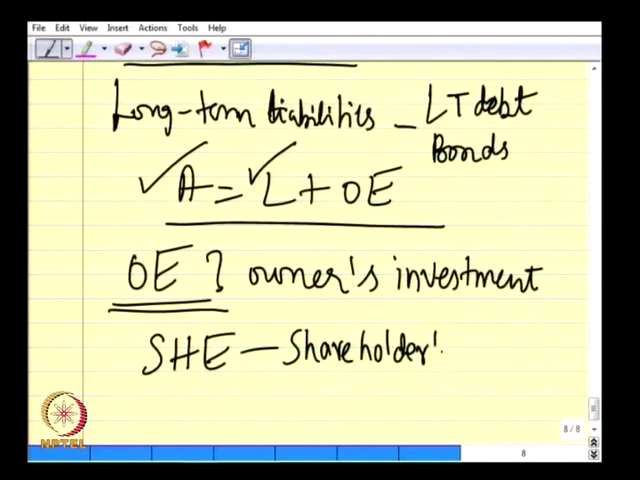 File Edit View Insert Actions Tools Help
Long-term liabilities - LT debt
Bonds
A = L + OE
OE ? owner's investment
SHE - Shareholder'
NPTEL
8/8
8